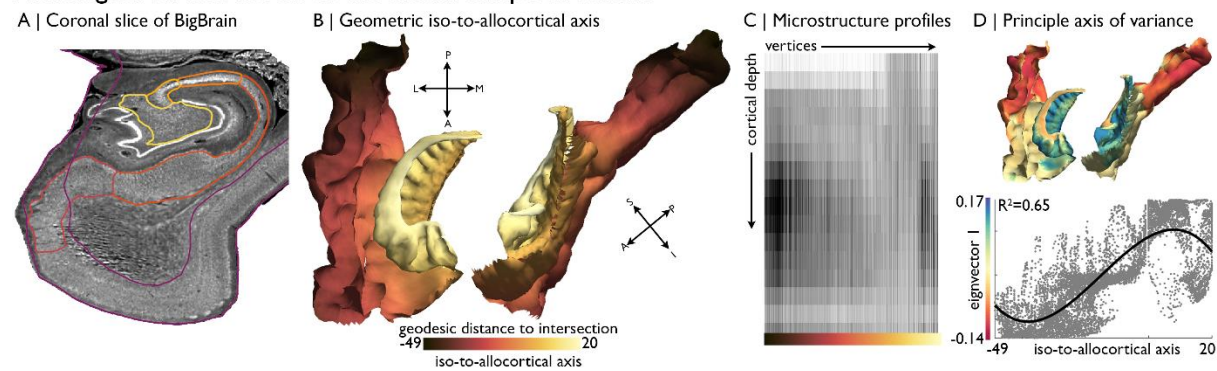 A | Coronal slice of BigBrain
B | Geometric iso-to-allocortical axis
P
L
M
A
S
P
A
I
geodesic distance to intersection
-49
20
iso-to-allocortical axis
C | Microstructure profiles
vertices
cortical depth
D | Principle axis of variance
0.17
R²=0.65
eignvector 1
-0.14
-49
20
iso-to-allocortical axis